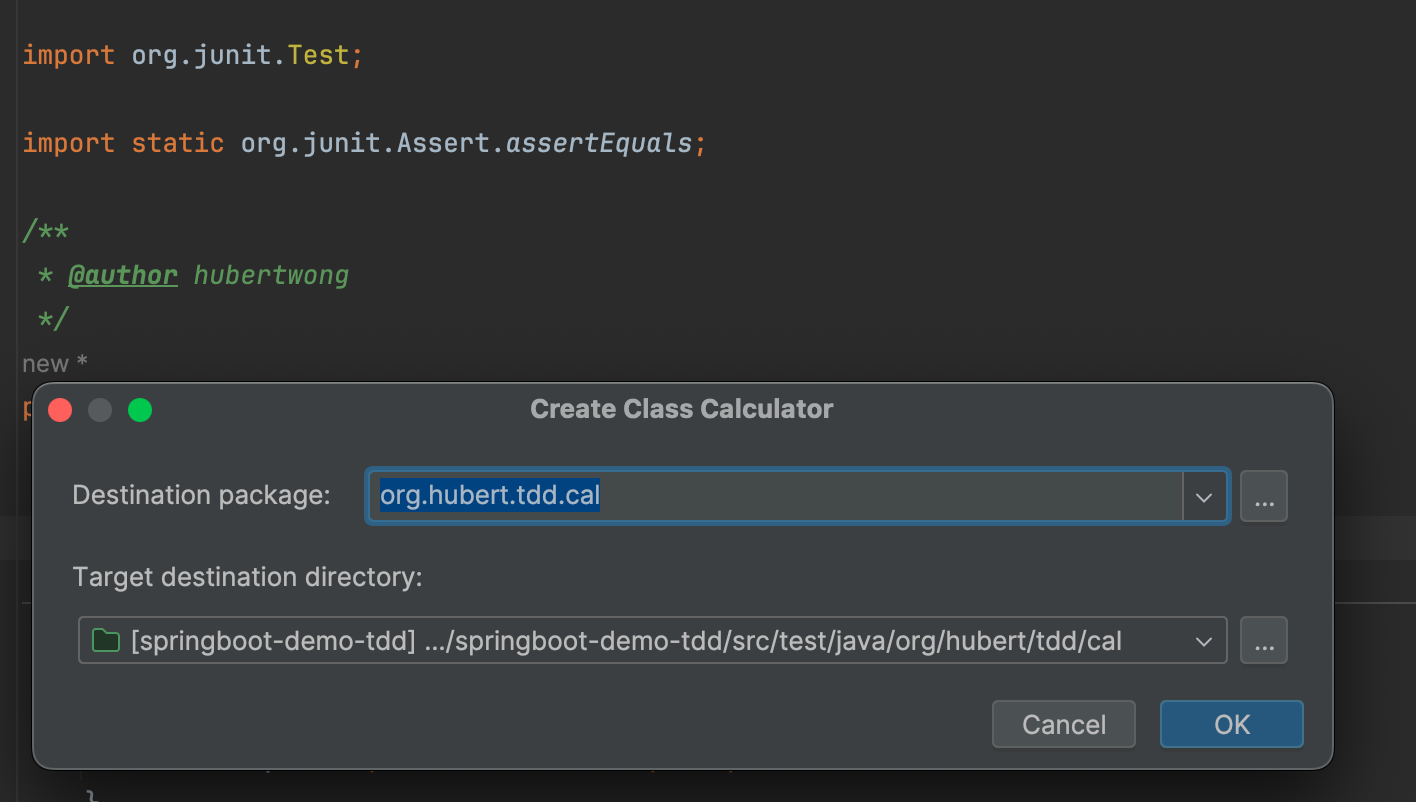 import org.junit.Test;
import static org.junit.Assert.assertEquals;
/**
* @author hubertwong
*/
new *
Create Class Calculator
Destination package:
org.hubert.tdd.cal
...
Target destination directory:
[springboot-demo-tdd] .../springboot-demo-tdd/src/test/java/org/hubert/tdd/cal
...
Cancel
OK
}